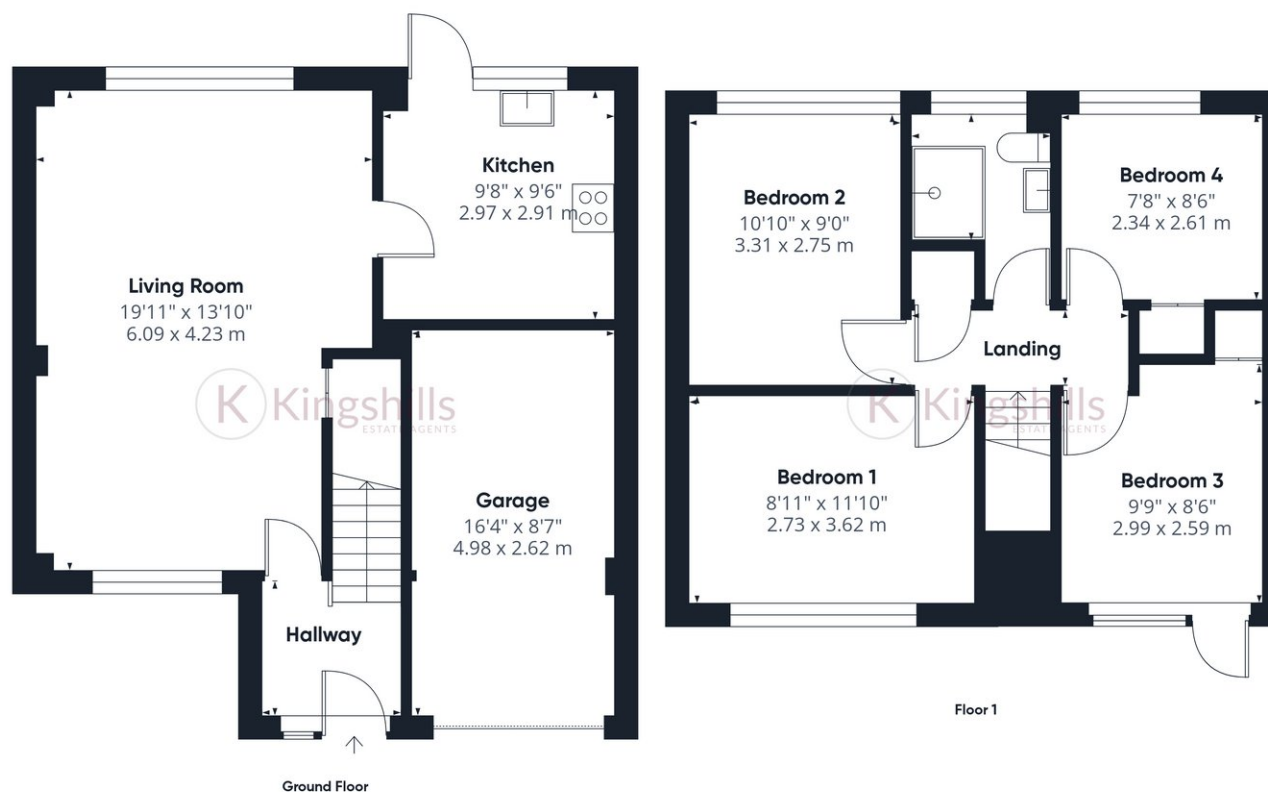 Kitchen
9'8" x 9'6"
2.97 x 2.91 m
Living Room
19'11" x 13'10"
6.09 x 4.23 m
K Kingshills
ESTATE AGENTS
Garage
16'4" x 8'7"
4.98 x 2.62 m
Hallway
Ground Floor
Bedroom 2
10'10" x 9'0"
3.31 x 2.75 m
Bedroom 4
7'8" x 8'6"
2.34 x 2.61 m
Landing
K Kingshills
ESTATE AGENTS
Bedroom 1
8'11" x 11'10"
2.73 x 3.62 m
Bedroom 3
9'9" x 8'6"
2.99 x 2.59 m
Floor 1